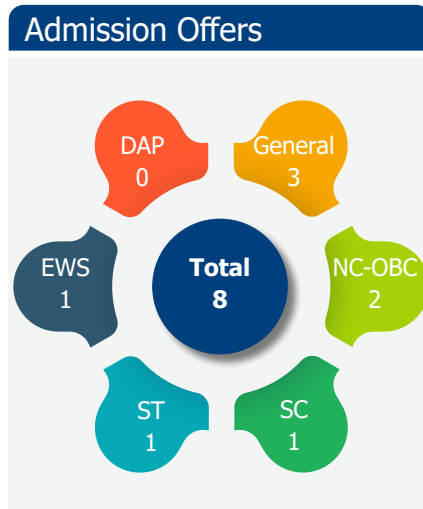 Admission Offers
DAP
0
General
3
EWS
1
Total
8
NC-OBC
2
ST
1
SC
1